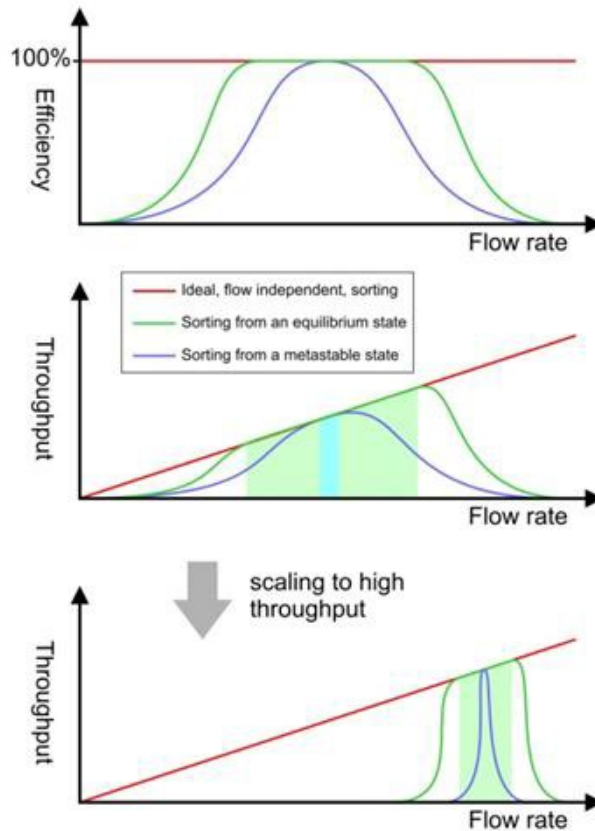 100%
Efficiency
Flow rate
Ideal, flow independent, sorting
Sorting from an equilibrium state
Sorting from a metastable state
Throughput
Flow rate
scaling to high
throughput
Throughput
Flow rate